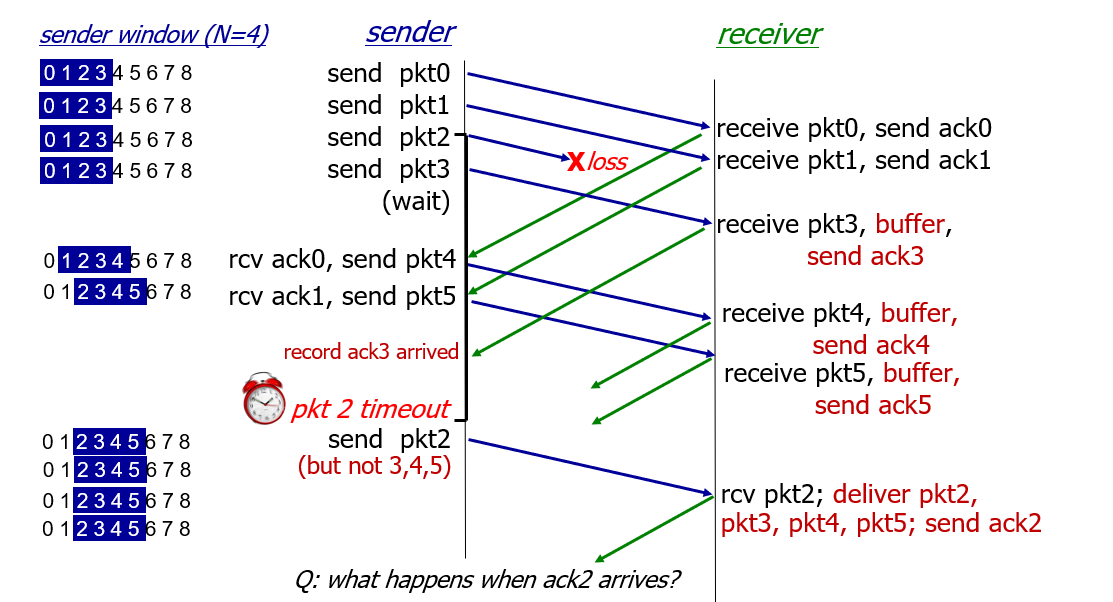 sender window (N=4)
sender
receiver
0 1 2 3 4 5 6 7 8
send pkt0
0 1 2 3 4 5 6 7 8
send pkt1
receive pkt0, send ack0
0 1 2 3 4 5 6 7 8
send pkt2
X loss
receive pkt1, send ack1
0 1 2 3 4 5 6 7 8
send pkt3
(wait)
receive pkt3, buffer,
send ack3
0 1 2 3 4 5 6 7 8
rcv ack0, send pkt4
0 1 2 3 4 5 6 7 8
rcv ack1, send pkt5
receive pkt4, buffer,
send ack4
record ack3 arrived
receive pkt5, buffer,
send ack5
pkt 2 timeout
0 1 2 3 4 5 6 7 8
send pkt2
0 1 2 3 4 5 6 7 8
(but not 3,4,5)
0 1 2 3 4 5 6 7 8
rcv pkt2; deliver pkt2,
0 1 2 3 4 5 6 7 8
pkt3, pkt4, pkt5; send ack2
Q: what happens when ack2 arrives?